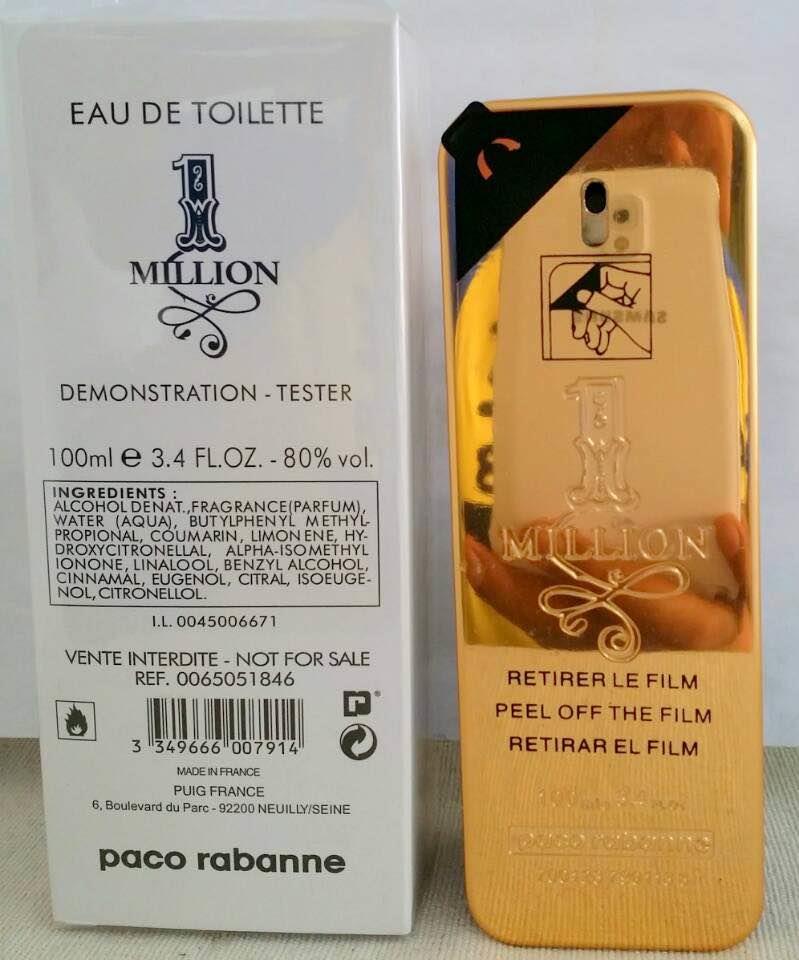 EAU DE TOILETTE
1
MILLION
DEMONSTRATION - TESTER
100ml e 3.4 FL.OZ. - 80% vol.
INGREDIENTS :
ALCOHOL DENAT.,FRAGRANCE(PARFUM),
WATER (AQUA), BUTYLPHENYL METHYL-
PROPIONAL, COUMARIN, LIMONENE, HY-
DROXYCITRONELLAL, ALPHA-ISOMETHYL
IONONE, LINALOOL, BENZYL ALCOHOL,
CINNAMAL, EUGENOL, CITRAL, ISOEUGE-
NOL, CITRONELLOL.
I.L. 0045006671
VENTE INTERDITE - NOT FOR SALE
REF. 0065051846
3 349666 007914
MADE IN FRANCE
PUIG FRANCE
6, Boulevard du Parc - 92200 NEUILLY/SEINE
paco rabanne
1
MILLION
RETIRER LE FILM
PEEL OFF THE FILM
RETIRAR EL FILM
paco rabanne